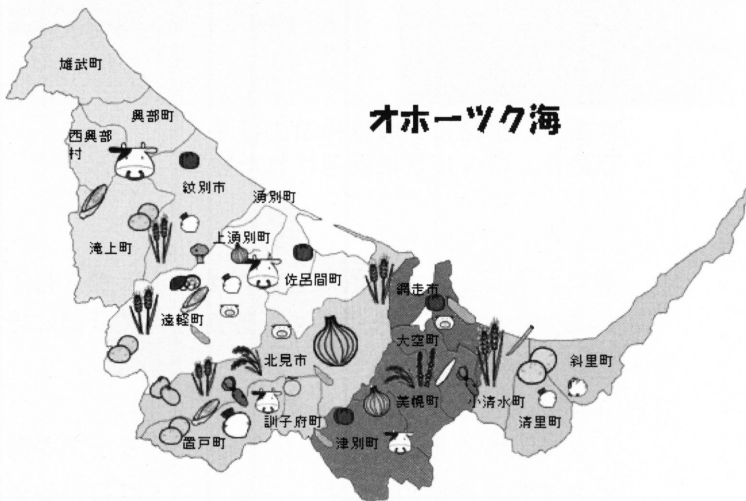 雄武町
オホーツク海
興部町
西興部
村
紋別市
湧別町
滝上町
上湧別町
佐呂間町
網走市
遠軽町
大空町
北見市
斜里町
美幌町
小清水町
清里町
訓子府町
置戸町
津別町